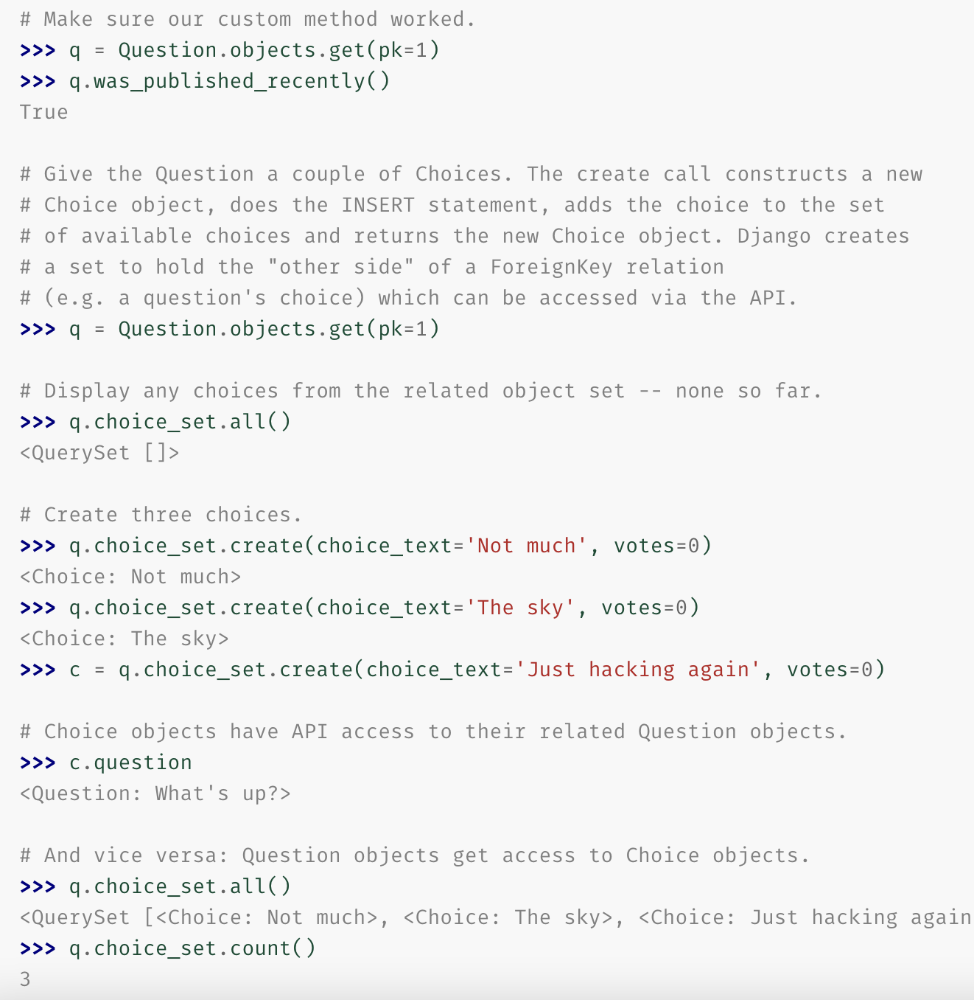 # Make sure our custom method worked.
>>> q = Question.objects.get(pk=1)
>>> q.was_published_recently()
True
# Give the Question a couple of Choices. The create call constructs a new
# Choice object, does the INSERT statement, adds the choice to the set
# of available choices and returns the new Choice object. Django creates
# a set to hold the "other side" of a ForeignKey relation
# (e.g. a question's choice) which can be accessed via the API.
>>> q = Question.objects.get(pk=1)
# Display any choices from the related object set -- none so far.
>>> q.choice_set.all()
<QuerySet []>
# Create three choices.
>>> q.choice_set.create(choice_text='Not much', votes=0)
<Choice: Not much>
>>> q.choice_set.create(choice_text='The sky', votes=0)
<Choice: The sky>
>>> c = q.choice_set.create(choice_text='Just hacking again', votes=0)
# Choice objects have API access to their related Question objects.
>>> c.question
<Question: What's up?>
# And vice versa: Question objects get access to Choice objects.
>>> q.choice_set.all()
<QuerySet [<Choice: Not much>, <Choice: The sky>, <Choice: Just hacking again
>>> q.choice_set.count()
3